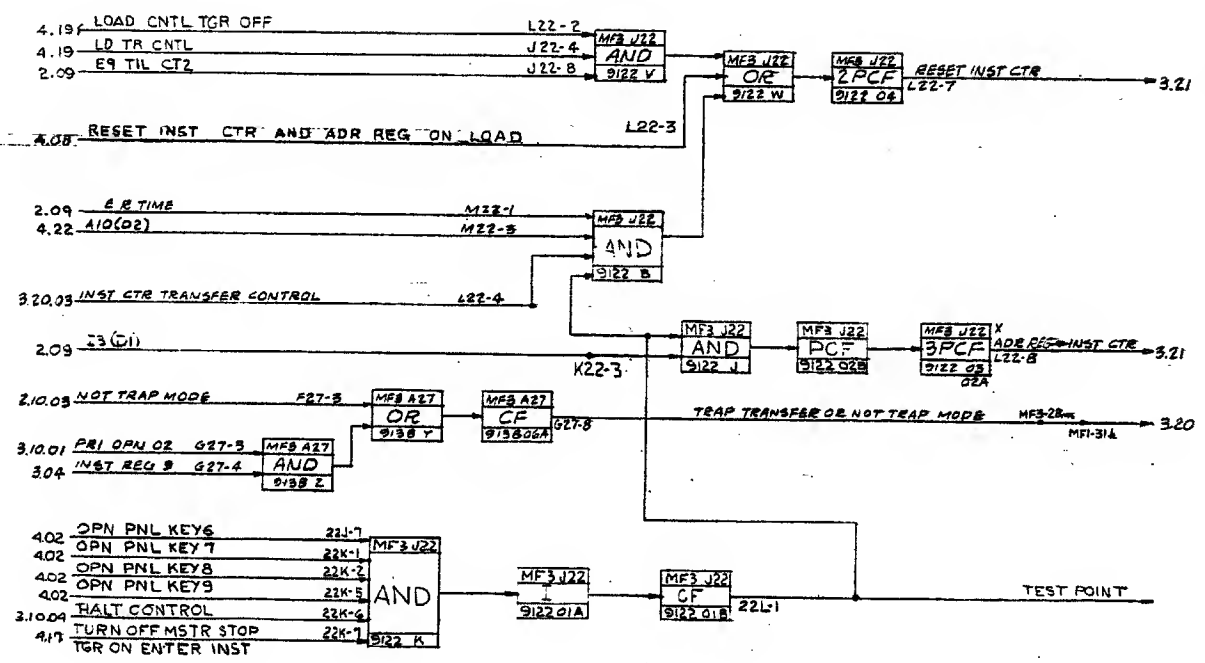 4.19 LOAD CNTL TGR OFF L22-2
4.19 LD TR CNTL J22-4
2.09 E9 TIL CT2 J22-8
MF3 J22
AND
9122 V
MF3 J22
OR
9122 W
MF3 J22
2PCF
9122 04
RESET INST CTR
L22-7
3.21
4.08 RESET INST CTR AND ADR REG ON LOAD L22-3
2.09 E R TIME M22-1
4.22 A10(D2) M22-3
MF3 J22
AND
9122 B
3.20.03 INST CTR TRANSFER CONTROL L22-4
2.09 I3(D1) K22-3
MF3 J22
AND
9122 J
MF3 J22
PCF
9122 02B
MF3 J22 X
3PCF
9122 03
02A
ADR REG→INST CTR
L22-8
3.21
2.10.03 NOT TRAP MODE F27-3
MF3 A27
OR
9138 Y
MF3 A27
CF
9138 06A
G27-8
TRAP TRANSFER OR NOT TRAP MODE
MF3-28
MF1-31
3.20
3.10.01 PRI OPN 02 G27-3
3.04 INST REG 9 G27-4
MF3 A27
AND
9138 Z
4.02 OPN PNL KEY6 22J-7
4.02 OPN PNL KEY7 22K-1
4.02 OPN PNL KEY8 22K-2
4.02 OPN PNL KEY9 22K-5
3.10.04 HALT CONTROL 22K-6
4.17 TURN OFF MSTR STOP 22K-7
TGR ON ENTER INST
MF3 J22
AND
9122 K
MF3 J22
I
9122 01A
MF3 J22
CF
9122 01B
22L-1
TEST POINT